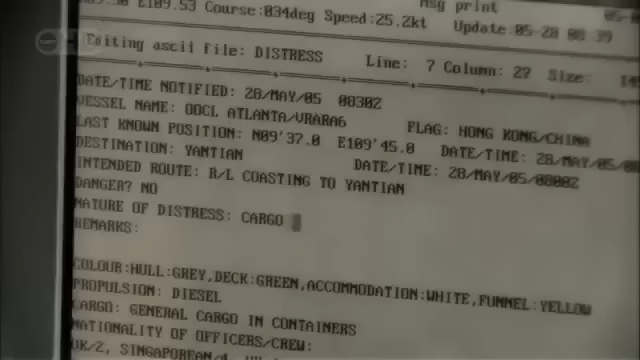 E109.53 Course:034deg Speed:25.2kt
Msg print
Update:05-28 08 39
Editing ascii file: DISTRESS Line: 7 Column: 22 Size:
DATE/TIME NOTIFIED: 28/MAY/05 0830Z
VESSEL NAME: OOCL ATLANTA/VRARA6 FLAG: HONG KONG/CHINA
LAST KNOWN POSITION: N09'37.0 E109'45.0 DATE/TIME: 28/MAY/05/0800Z
DESTINATION: YANTIAN DATE/TIME: 28/MAY/
INTENDED ROUTE: R/L COASTING TO YANTIAN
DANGER? NO
NATURE OF DISTRESS: CARGO
REMARKS:
COLOUR:HULL:GREY,DECK:GREEN,ACCOMMODATION:WHITE,FUNNEL:YELLOW
PROPULSION: DIESEL
CARGO: GENERAL CARGO IN CONTAINERS
NATIONALITY OF OFFICERS/CREW:
UK/2, SINGAPOREAN/4,